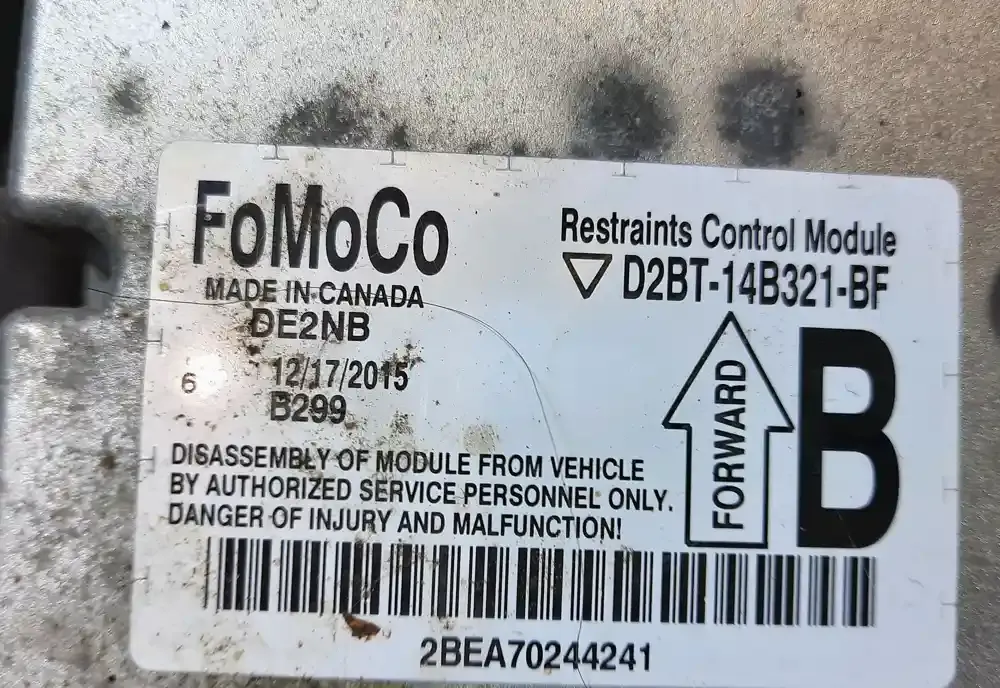 FoMoCo
MADE IN CANADA
DE2NB
12/17/2015
6
B299
Restraints Control Module
D2BT-14B321-BF
FORWARD
B
DISASSEMBLY OF MODULE FROM VEHICLE
BY AUTHORIZED SERVICE PERSONNEL ONLY.
DANGER OF INJURY AND MALFUNCTION!
2BEA70244241